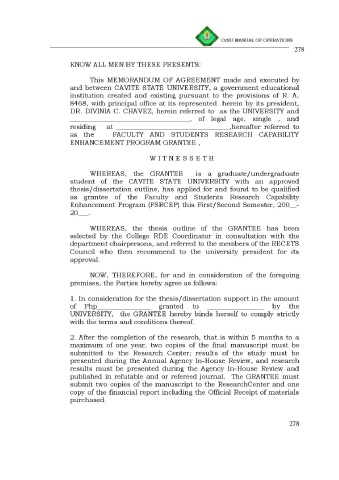 CvSU MANUAL OF OPERATIONS
278
KNOW ALL MEN BY THESE PRESENTS:
This MEMORANDUM OF AGREEMENT made and executed by
and between CAVITE STATE UNIVERSITY, a government educational
institution created and existing pursuant to the provisions of R. A.
8468, with principal office at its represented herein by its president,
DR. DIVINIA C. CHAVEZ, herein referred to as the UNIVERSITY and
________________________________, of legal age, single , and
residing at________________________________,hereafter referred to
as the FACULTY AND STUDENTS RESEARCH CAPABILITY
ENHANCEMENT PROGRAM GRANTEE ,
W I T N E S S E T H
WHEREAS, the GRANTEE is a graduate/undergraduate
student of the CAVITE STATE UNIVERSITY with an approved
thesis/dissertation outline, has applied for and found to be qualified
as grantee of the Faculty and Students Research Capability
Enhancement Program (FSRCEP) this First/Second Semester, 200__-
20___.
WHEREAS, the thesis outline of the GRANTEE has been
selected by the College RDE Coordinator in consultation with the
department chairpersons, and referred to the members of the RECETS
Council who then recommend to the university president for its
approval.
NOW, THEREFORE, for and in consideration of the foregoing
premises, the Parties hereby agree as follows:
1. In consideration for the thesis/dissertation support in the amount
of Php______________ granted to ________________ by the
UNIVERSITY, the GRANTEE hereby binds herself to comply strictly
with the terms and conditions thereof.
2. After the completion of the research, that is within 5 months to a
maximum of one year, two copies of the final manuscript must be
submitted to the Research Center; results of the study must be
presented during the Annual Agency In-House Review, and research
results must be presented during the Agency In-House Review and
published in refutable and or refereed journal. The GRANTEE must
submit two copies of the manuscript to the ResearchCenter and one
copy of the financial report including the Official Receipt of materials
purchased.
278